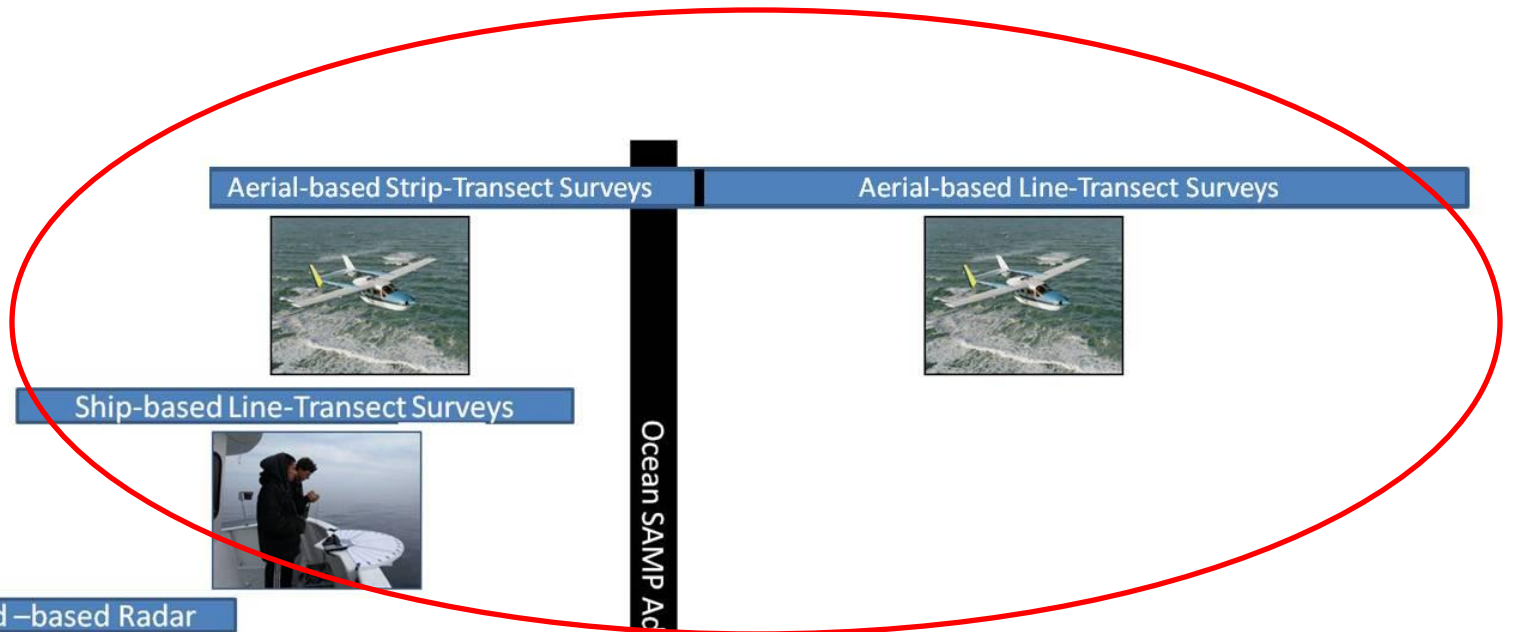 Aerial-based Strip-Transect Surveys
Aerial-based Line-Transect Surveys
Ship-based Line-Transect Surveys
Ocean SAMP Ad
d –based Radar